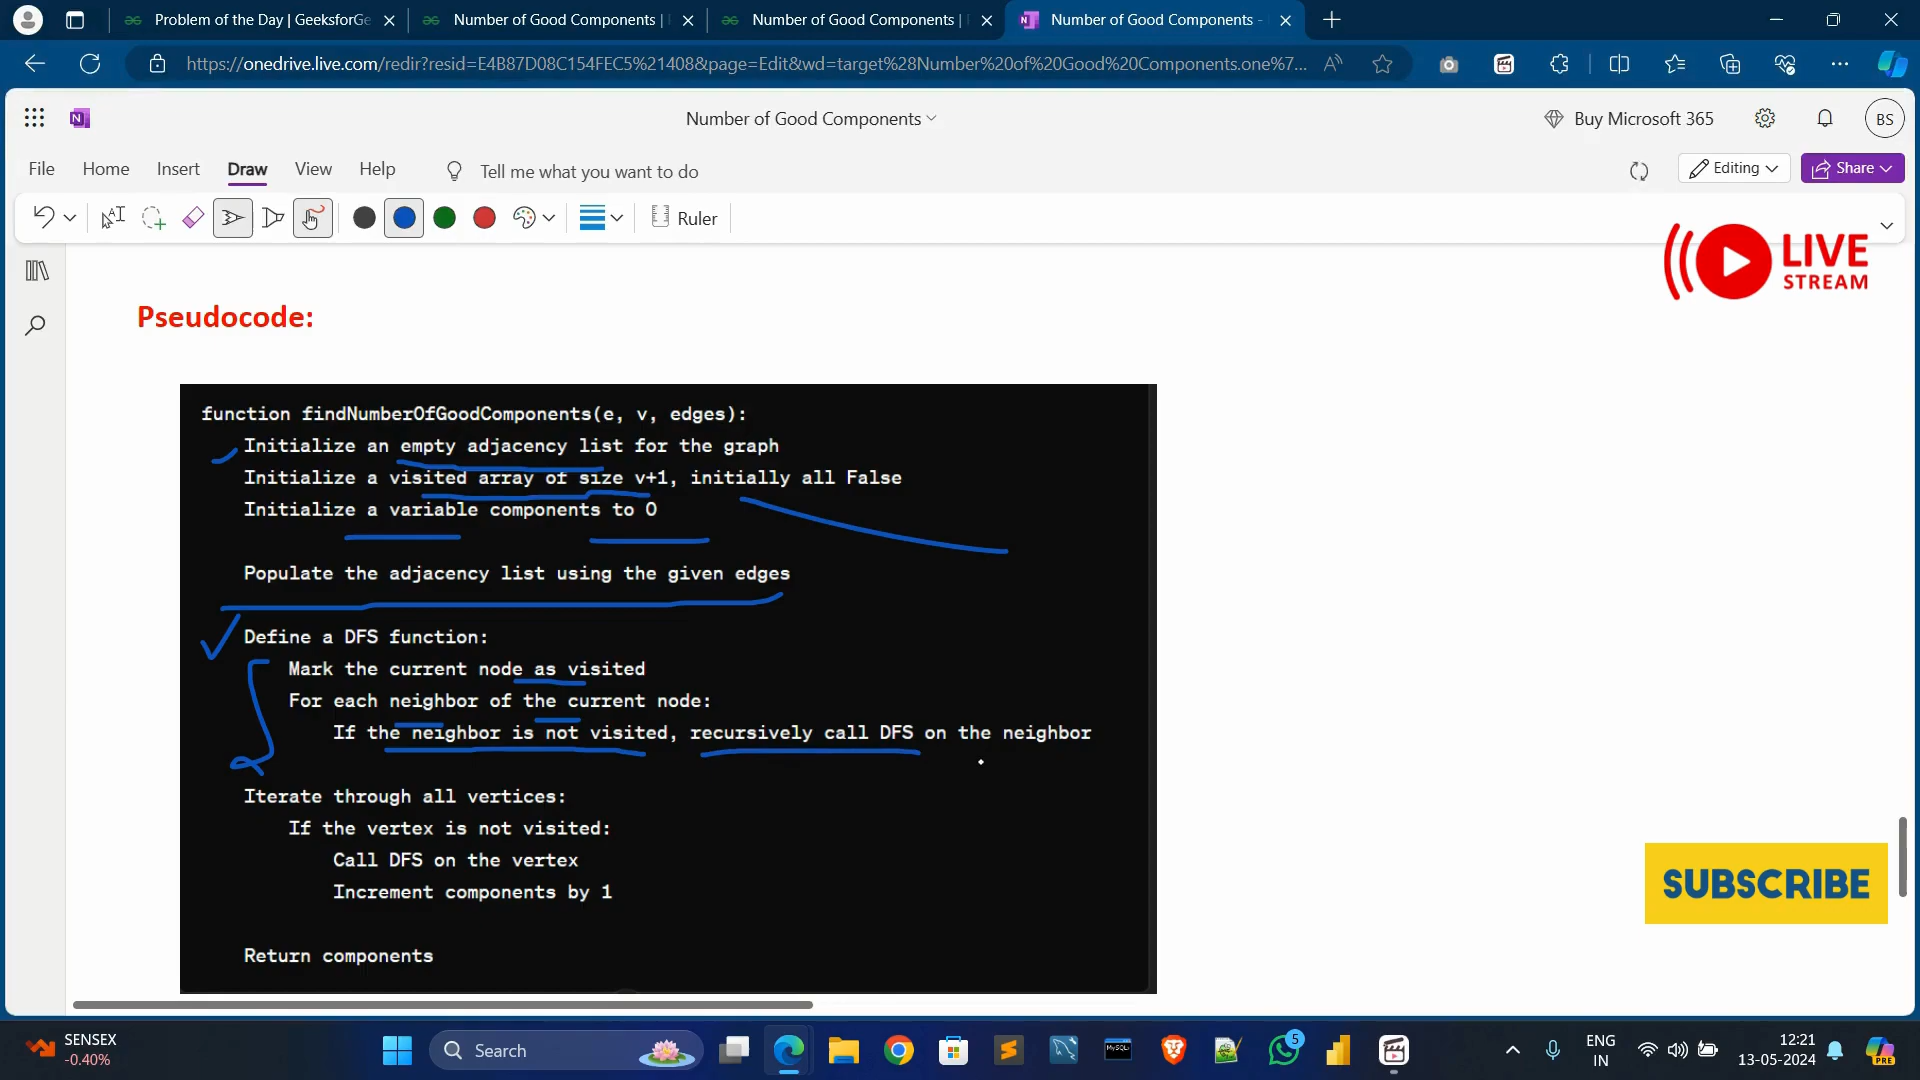 Problem of the Day | GeeksforGe
Number of Good Components |
Number of Good Components |
Number of Good Components -
https://onedrive.live.com/redir?resid=E4B87D08C154FEC5%21408&page=Edit&wd=target%28Number%20of%20Good%20Components.one%7...
Number of Good Components
Buy Microsoft 365
BS
File Home Insert Draw View Help Tell me what you want to do
Editing
Share
Ruler
LIVE
STREAM
Pseudocode:
function findNumberOfGoodComponents(e, v, edges):
Initialize an empty adjacency list for the graph
Initialize a visited array of size v+1, initially all False
Initialize a variable components to 0
Populate the adjacency list using the given edges
Define a DFS function:
Mark the current node as visited
For each neighbor of the current node:
If the neighbor is not visited, recursively call DFS on the neighbor
Iterate through all vertices:
If the vertex is not visited:
Call DFS on the vertex
Increment components by 1
Return components
SUBSCRIBE
SENSEX
-0.40%
Search
5
ENG
IN
12:21
13-05-2024